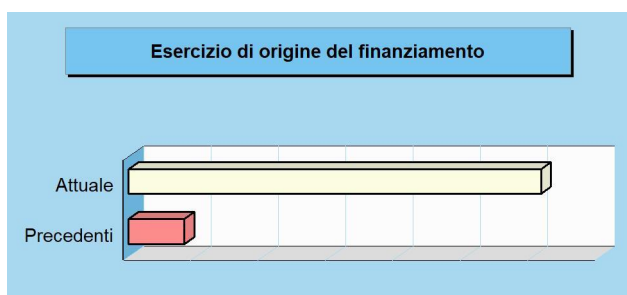 Esercizio di origine del finanziamento
Attuale
Precedenti